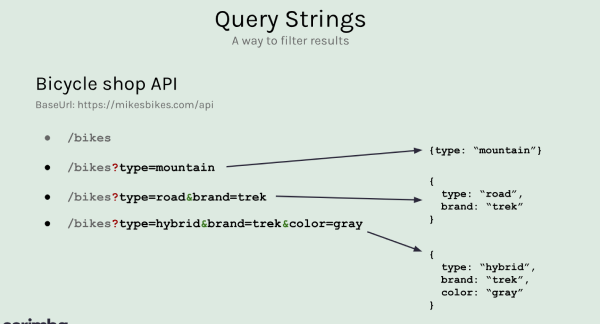 Query Strings
A way to filter results
Bicycle shop API
BaseUrl: https://mikesbikes.com/api
● /bikes
● /bikes?type=mountain
● /bikes?type=road&brand=trek
● /bikes?type=hybrid&brand=trek&color=gray
{type: “mountain”}
{
type: “road”,
brand: “trek”
}
{
type: “hybrid”,
brand: “trek”,
color: “gray”
}